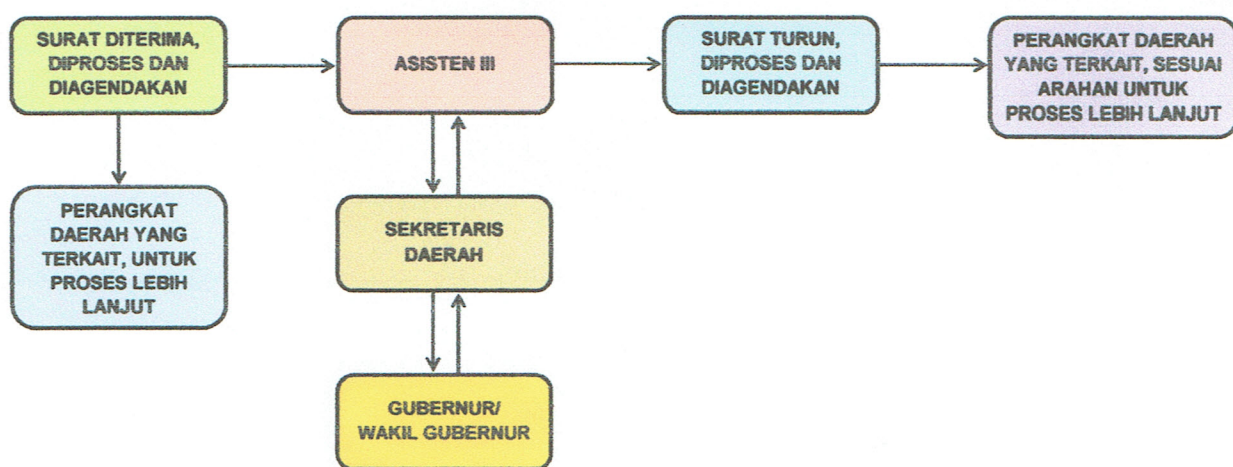 SURAT DITERIMA,
DIPROSES DAN
DIAGENDAKAN
ASISTEN III
SURAT TURUN,
DIPROSES DAN
DIAGENDAKAN
PERANGKAT DAERAH
YANG TERKAIT, SESUAI
ARAHAN UNTUK
PROSES LEBIH LANJUT
PERANGKAT
DAERAH YANG
TERKAIT, UNTUK
PROSES LEBIH
LANJUT
SEKRETARIS
DAERAH
GUBERNUR/
WAKIL GUBERNUR